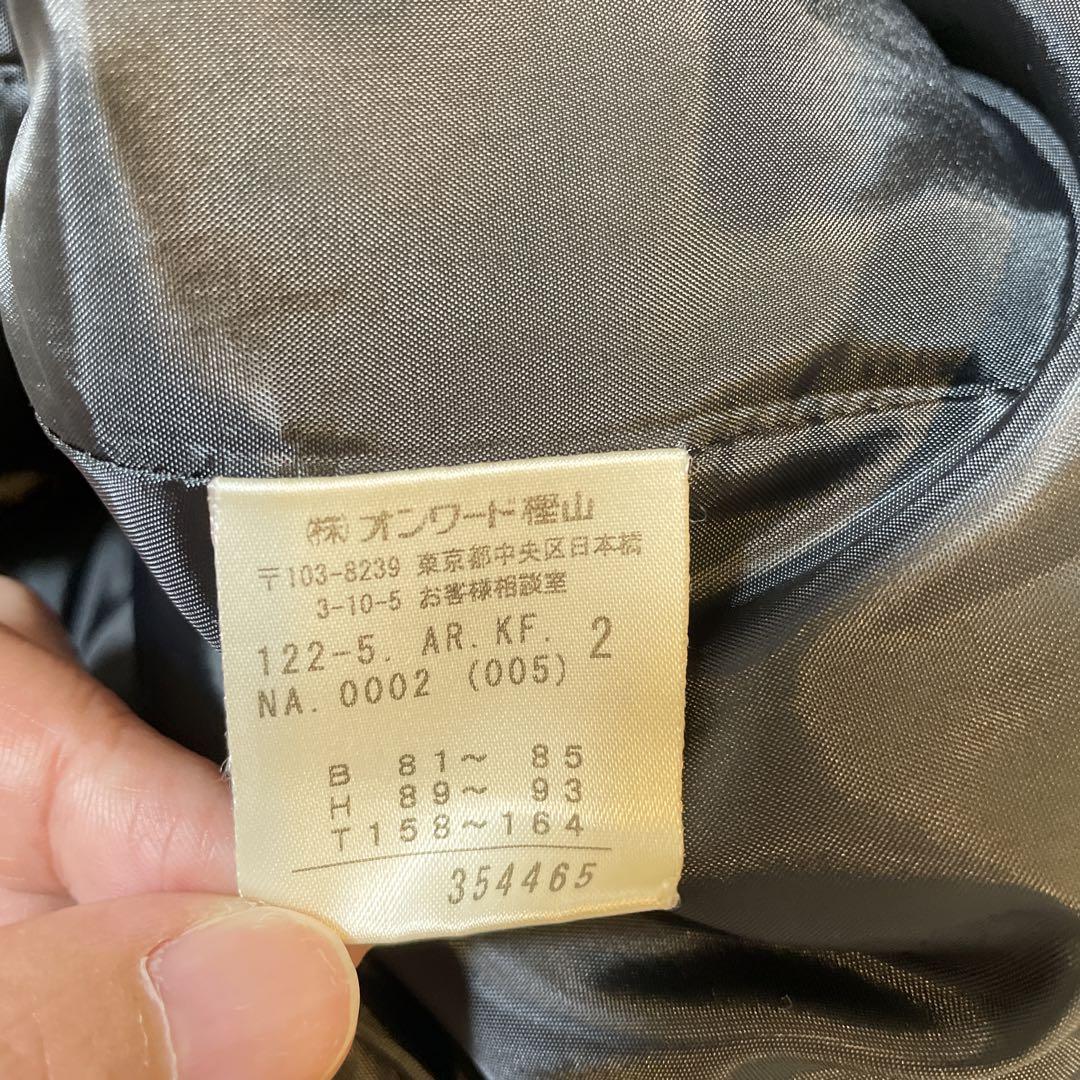 (株)オンワード樫山
〒103-8239 東京都中央区日本橋
3-10-5 お客様相談室
122-5. AR. KF. 2
NA. 0002 (005)
B 81~ 85
H 89~ 93
T158~164
354465